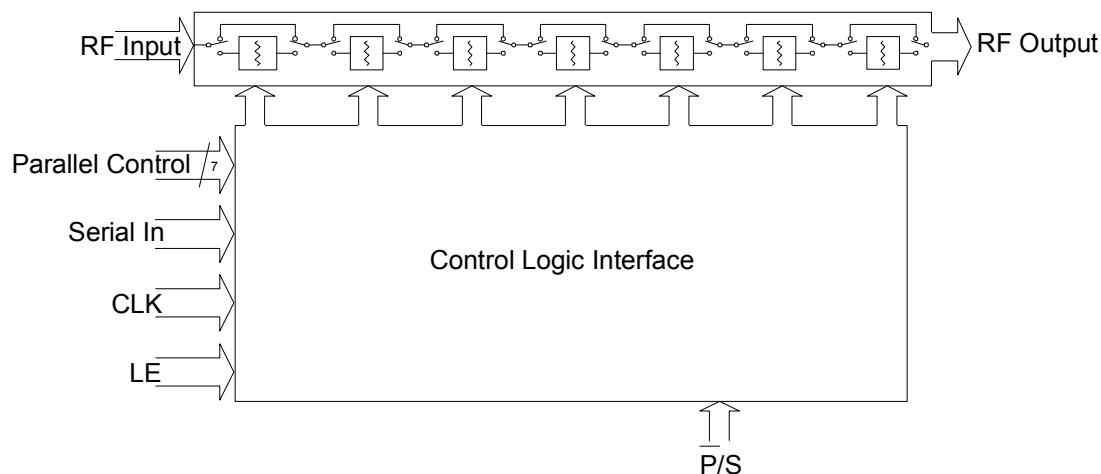 RF Input
RF Output
Parallel Control
7
Serial In
Control Logic Interface
CLK
LE
P̅/S